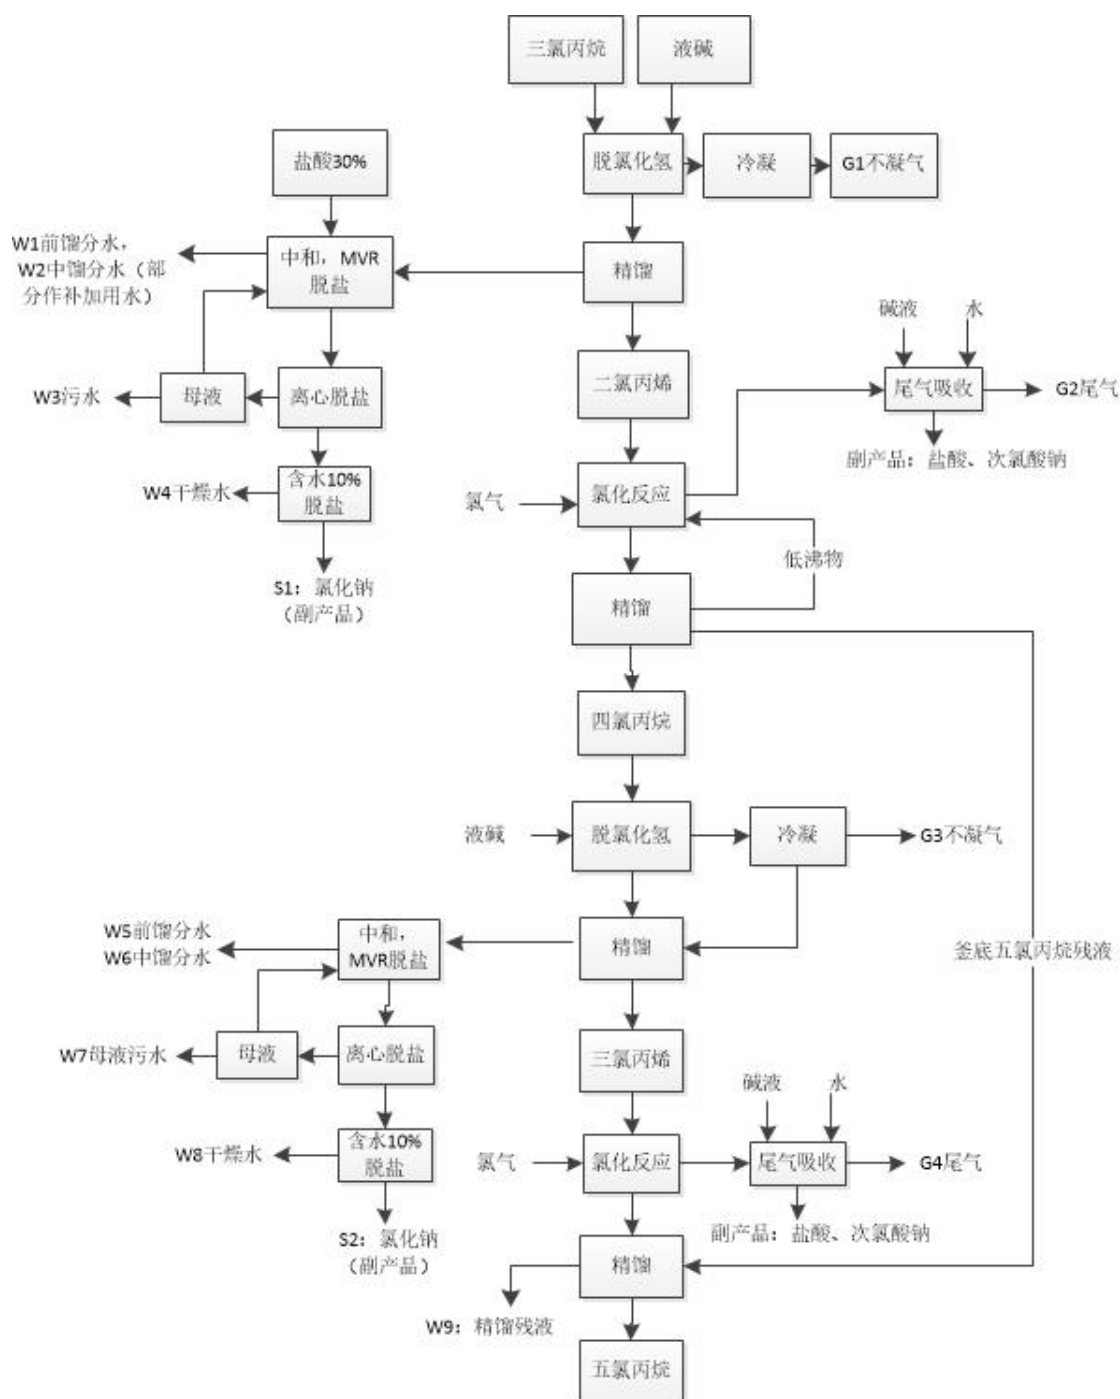 三氯丙烷
液碱
盐酸30%
脱氯化氢
冷凝
G1不凝气
W1前馏分水，
W2中馏分水（部
分作补加用水）
中和，MVR
脱盐
精馏
碱液
水
二氯丙烯
W3污水
母液
离心脱盐
尾气吸收
G2尾气
副产品：盐酸、次氯酸钠
W4干燥水
含水10%
脱盐
氯气
氯化反应
低沸物
S1：氯化钠
（副产品）
精馏
四氯丙烷
液碱
脱氯化氢
冷凝
G3不凝气
W5前馏分水
W6中馏分水
中和，
MVR脱盐
精馏
釜底五氯丙烷残液
W7母液污水
母液
离心脱盐
三氯丙烯
碱液
水
W8干燥水
含水10%
脱盐
氯气
氯化反应
尾气吸收
G4尾气
副产品：盐酸、次氯酸钠
S2：氯化钠
（副产品）
精馏
W9：精馏残液
五氯丙烷